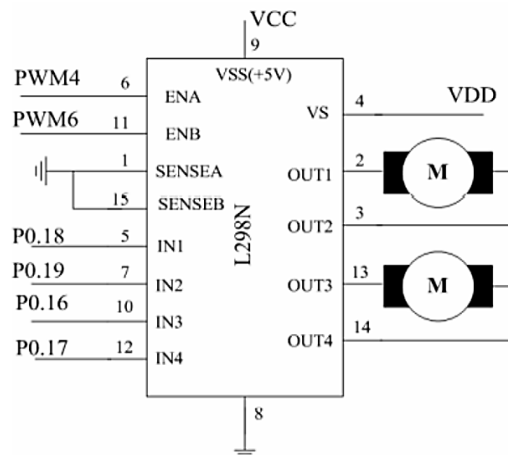 VCC
9
VSS(+5V)
PWM4 6 ENA
4 VDD
VS
PWM6 11 ENB
1 SENSEA
2 OUT1 M
15 SENSEB
3 OUT2
P0.18 5 IN1
L298N
P0.19 7 IN2
13 OUT3 M
P0.16 10 IN3
14 OUT4
P0.17 12 IN4
8